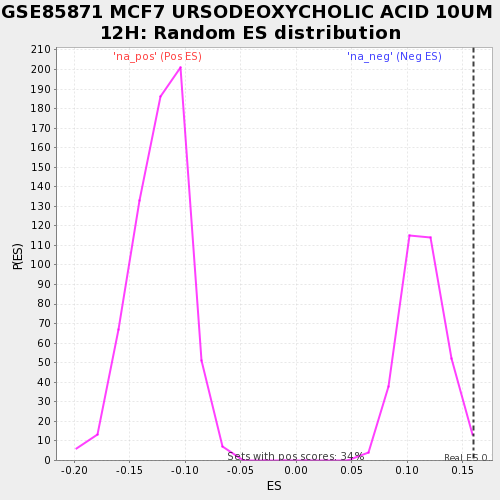 GSE85871 MCF7 URSODEOXYCHOLIC ACID 10UM
12H: Random ES distribution
'na_pos' (Pos ES)
'na_neg' (Neg ES)
210
200
190
180
170
160
150
140
130
120
110
100
90
80
70
60
50
40
30
20
10
0
P(ES)
Sets with pos scores: 34%
Real ES 0
-0.20 -0.15 -0.10 -0.05 0.00 0.05 0.10 0.15
ES